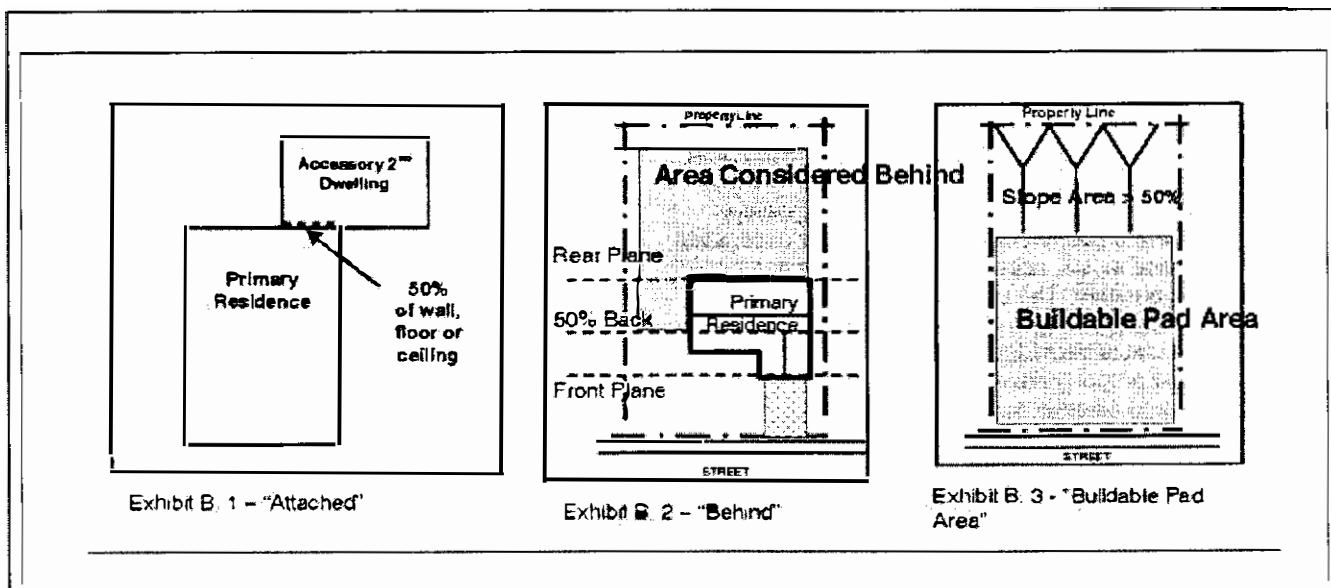 Accessory 2nd
Dwelling
Primary
Residence
50%
of wall,
floor or
ceiling
Exhibit B. 1 – "Attached"
Property Line
Area Considered Behind
Rear Plane
Primary
50% Back
Residence
Front Plane
STREET
Exhibit B. 2 – "Behind"
Property Line
Slope Area > 50%
Buildable Pad Area
STREET
Exhibit B. 3 - "Buildable Pad
Area"